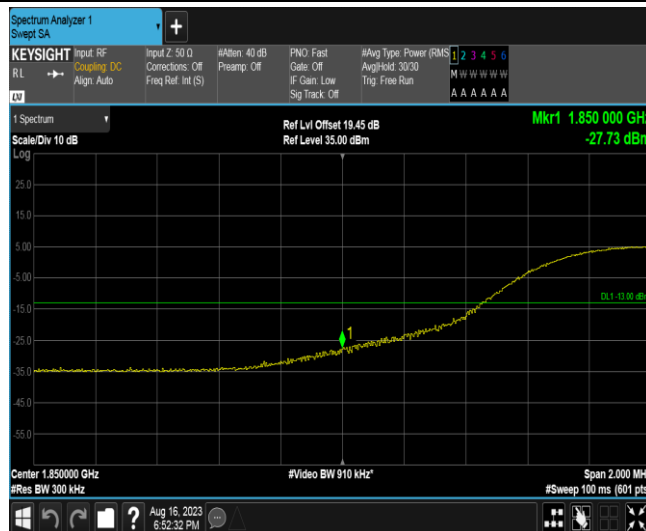 Spectrum Analyzer 1
Swept SA
KEYSIGHT
RL
Input: RF
Coupling: DC
Align: Auto
Input Z: 50 Ω
Corrections: Off
Freq Ref: Int (S)
#Atten: 40 dB
Preamp: Off
PNO: Fast
Gate: Off
IF Gain: Low
Sig Track: Off
#Avg Type: Power (RMS
Avg|Hold: 30/30
Trig: Free Run
1 2 3 4 5 6
M W W W W W
A A A A A A
1 Spectrum
Scale/Div 10 dB
Ref Lvl Offset 19.45 dB
Ref Level 35.00 dBm
Mkr1 1.850 000 GHz
-27.73 dBm
Log
25.0
15.0
5.00
-5.00
-15.0
-25.0
-35.0
-45.0
-55.0
DL1 -13.00 dBm
1
Center 1.850000 GHz
#Res BW 300 kHz
#Video BW 910 kHz*
Span 2.000 MH
#Sweep 100 ms (601 pts
?
Aug 16, 2023
6:52:32 PM